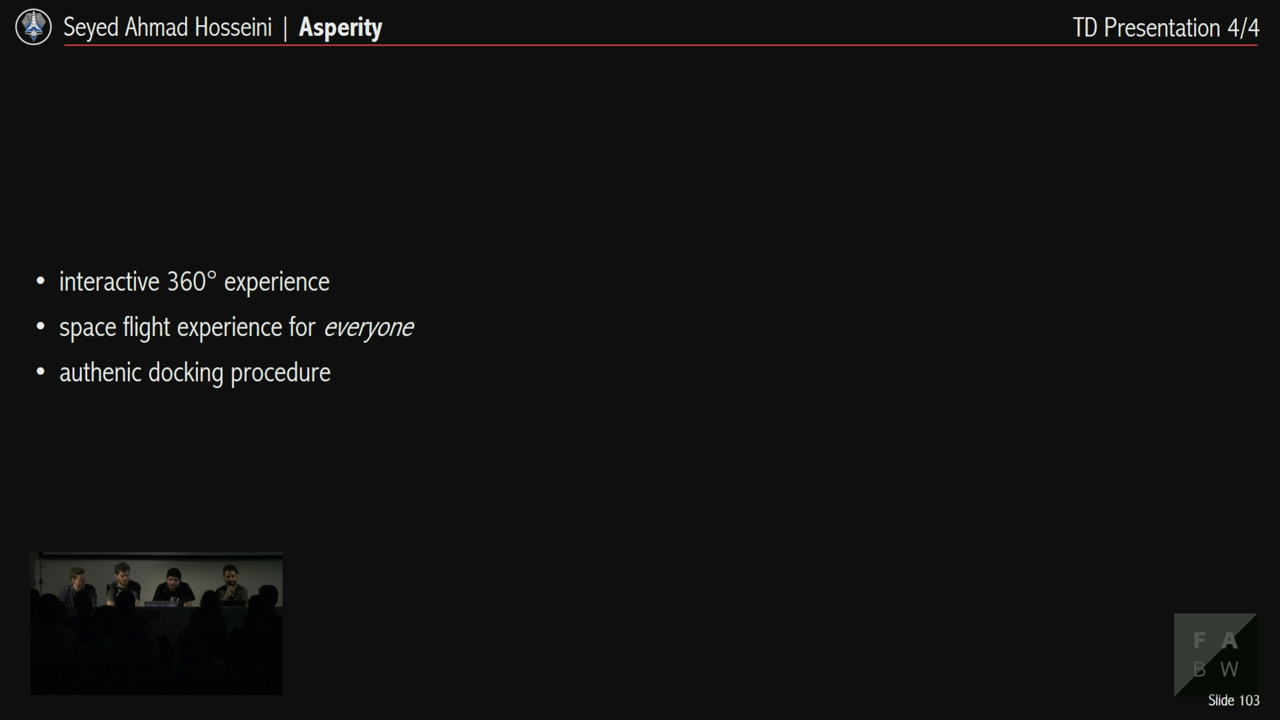 Seyed Ahmad Hosseini | Asperity
TD Presentation 4/4
• interactive 360° experience
• space flight experience for everyone
• authenic docking procedure
F A
B W
Slide 103